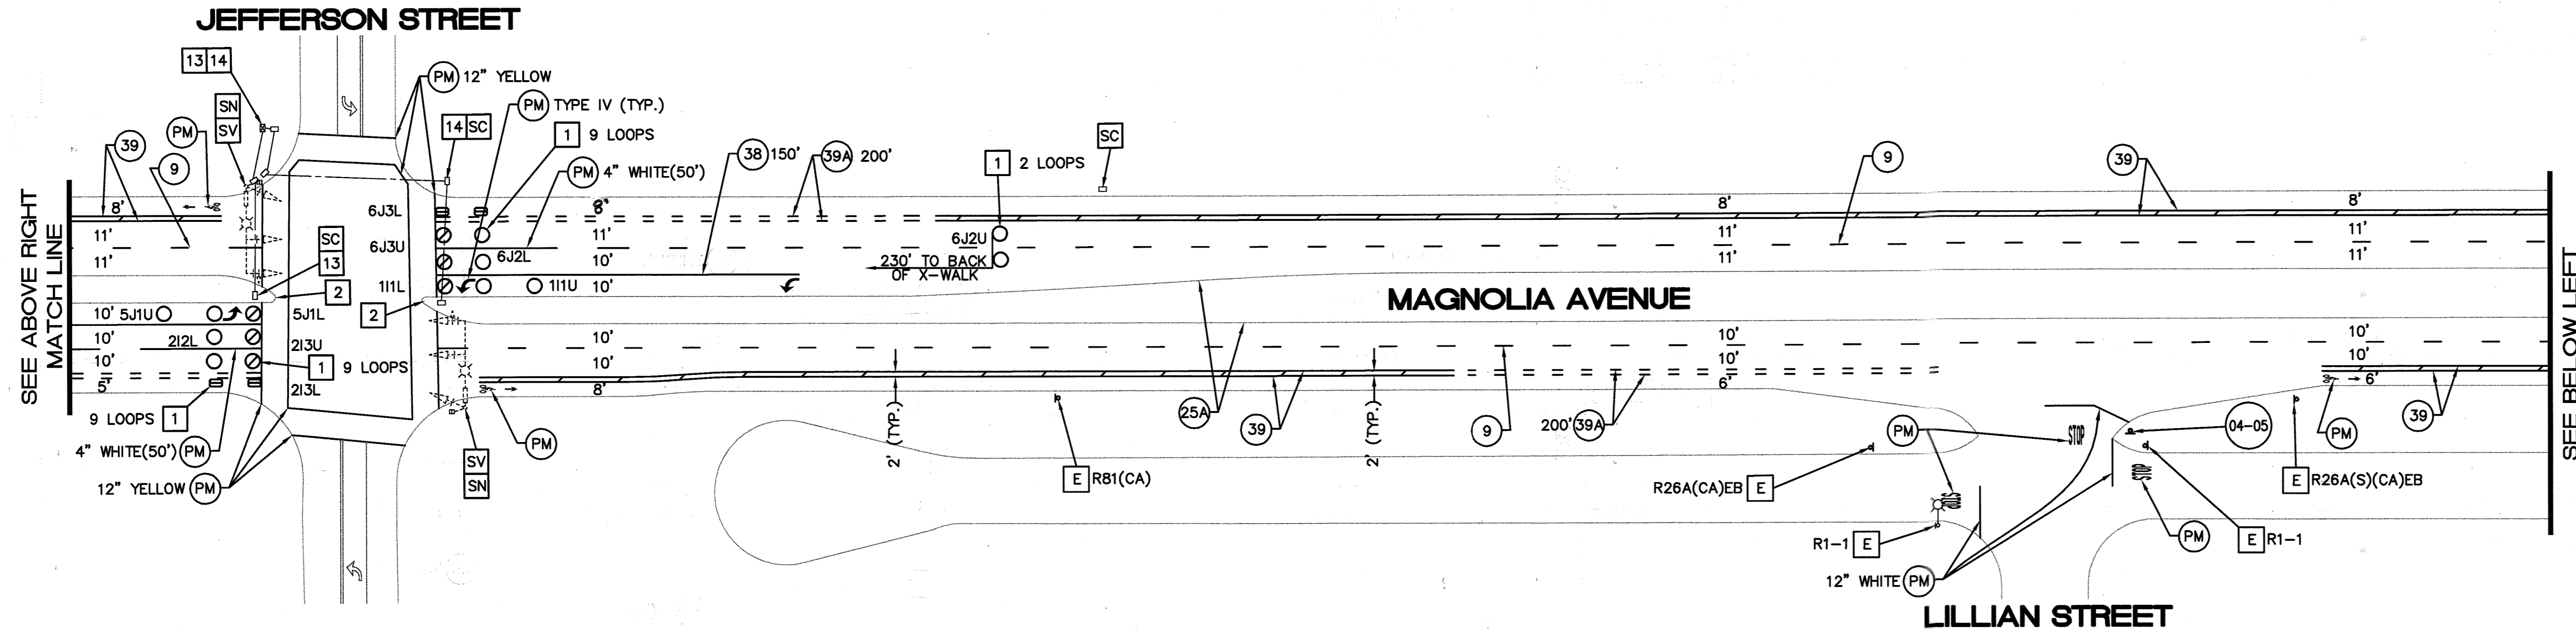 JEFFERSON STREET
13 14
SN
SV
PM
39
9
PM 12" YELLOW
PM TYPE IV (TYP.)
1 9 LOOPS
14 SC
PM 4" WHITE(50')
38 150'
39A 200'
1 2 LOOPS
SC
9
39
SEE ABOVE RIGHT
MATCH LINE
8'
11'
11'
SC
13
2
6J3L
6J3U
6J2L
1I1L
1I1U
2
8'
11'
10'
10'
6J2U
230' TO BACK
OF X-WALK
8'
11'
11'
8'
11'
11'
MAGNOLIA AVENUE
10' 5J1U
5J1L
10'
2I2L
2I3U
10'
5'
1 9 LOOPS
2I3L
9 LOOPS 1
4" WHITE(50') PM
12" YELLOW PM
10'
10'
8'
SV
SN
PM
2' (TYP.)
E R81(CA)
25A
39
2' (TYP.)
9
200' 39A
10'
10'
6'
10'
10'
6'
PM
STOP
04-05
PM
39
R26A(CA)EB E
STOP
STOP
E R26A(S)(CA)EB
R1-1 E
PM
E R1-1
12" WHITE PM
LILLIAN STREET
SEE BELOW LEFT